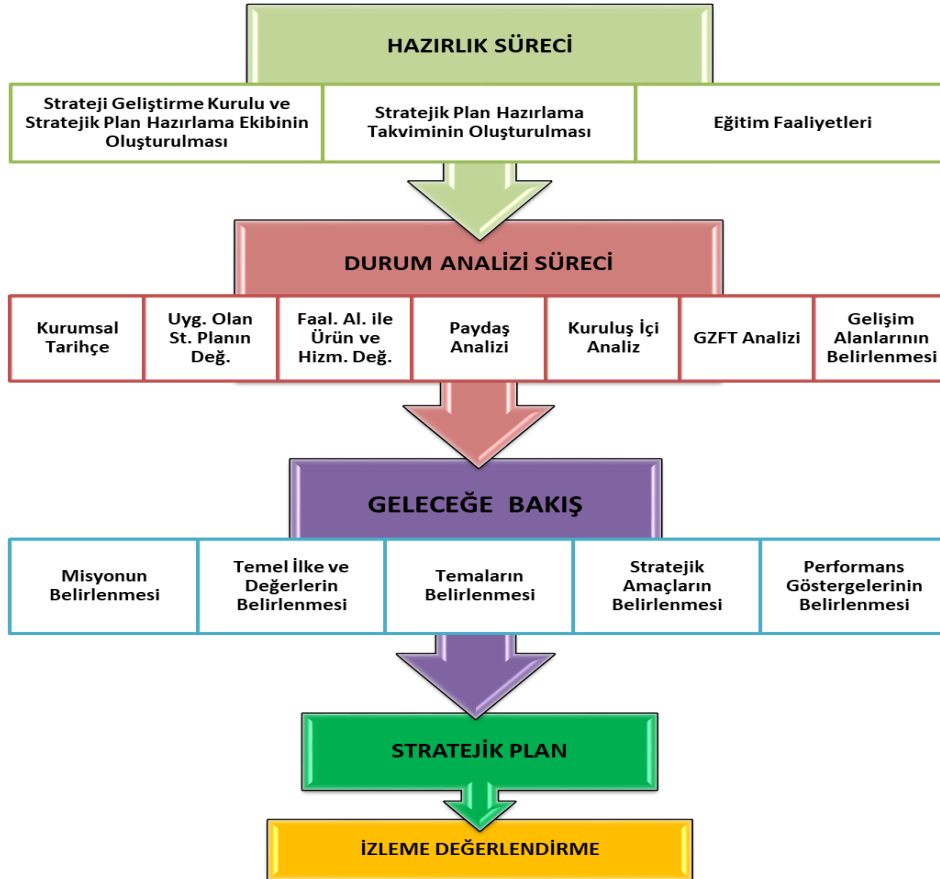 HAZIRLIK SÜRECİ
Strateji Geliştirme Kurulu ve
Stratejik Plan Hazırlama Ekibinin
Oluşturulması
Stratejik Plan Hazırlama
Takviminin Oluşturulması
Eğitim Faaliyetleri
DURUM ANALİZİ SÜRECİ
Kurumsal
Tarihçe
Uyg. Olan
St. Planın
Değ.
Faal. Al. ile
Ürün ve
Hizm. Değ.
Paydaş
Analizi
Kuruluş İçi
Analiz
GZFT Analizi
Gelişim
Alanlarının
Belirlenmesi
GELECEĞE BAKIŞ
Misyonun
Belirlenmesi
Temel İlke ve
Değerlerin
Belirlenmesi
Temaların
Belirlenmesi
Stratejik
Amaçların
Belirlenmesi
Performans
Göstergelerinin
Belirlenmesi
STRATEJİK PLAN
İZLEME DEĞERLENDİRME